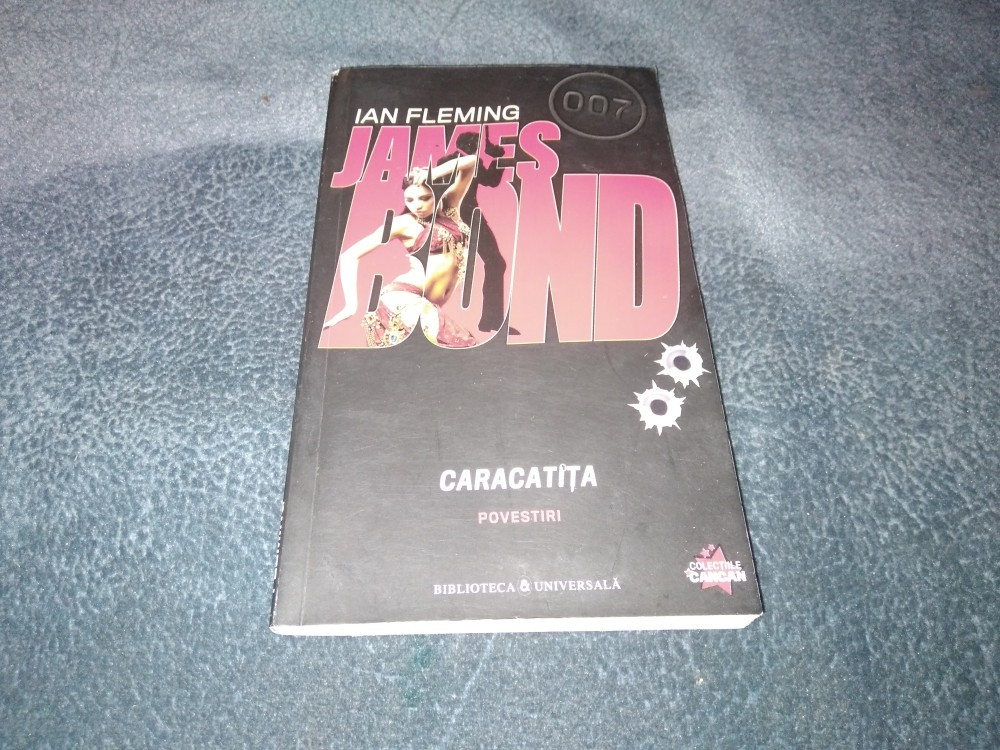 007
IAN FLEMING
JAMES
BOND
CARACATIȚA
POVESTIRI
COLECȚIILE
CANCAN
BIBLIOTECA & UNIVERSALĂ